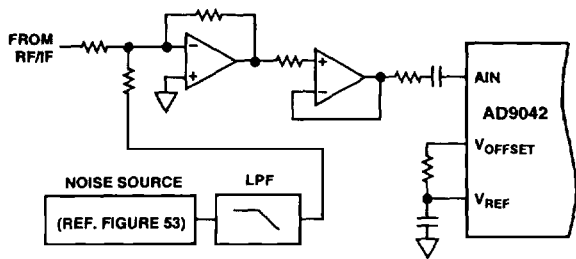 FROM
RF/IF
−
+
+
−
AIN
AD9042
VOFFSET
VREF
NOISE SOURCE
(REF. FIGURE 53)
LPF